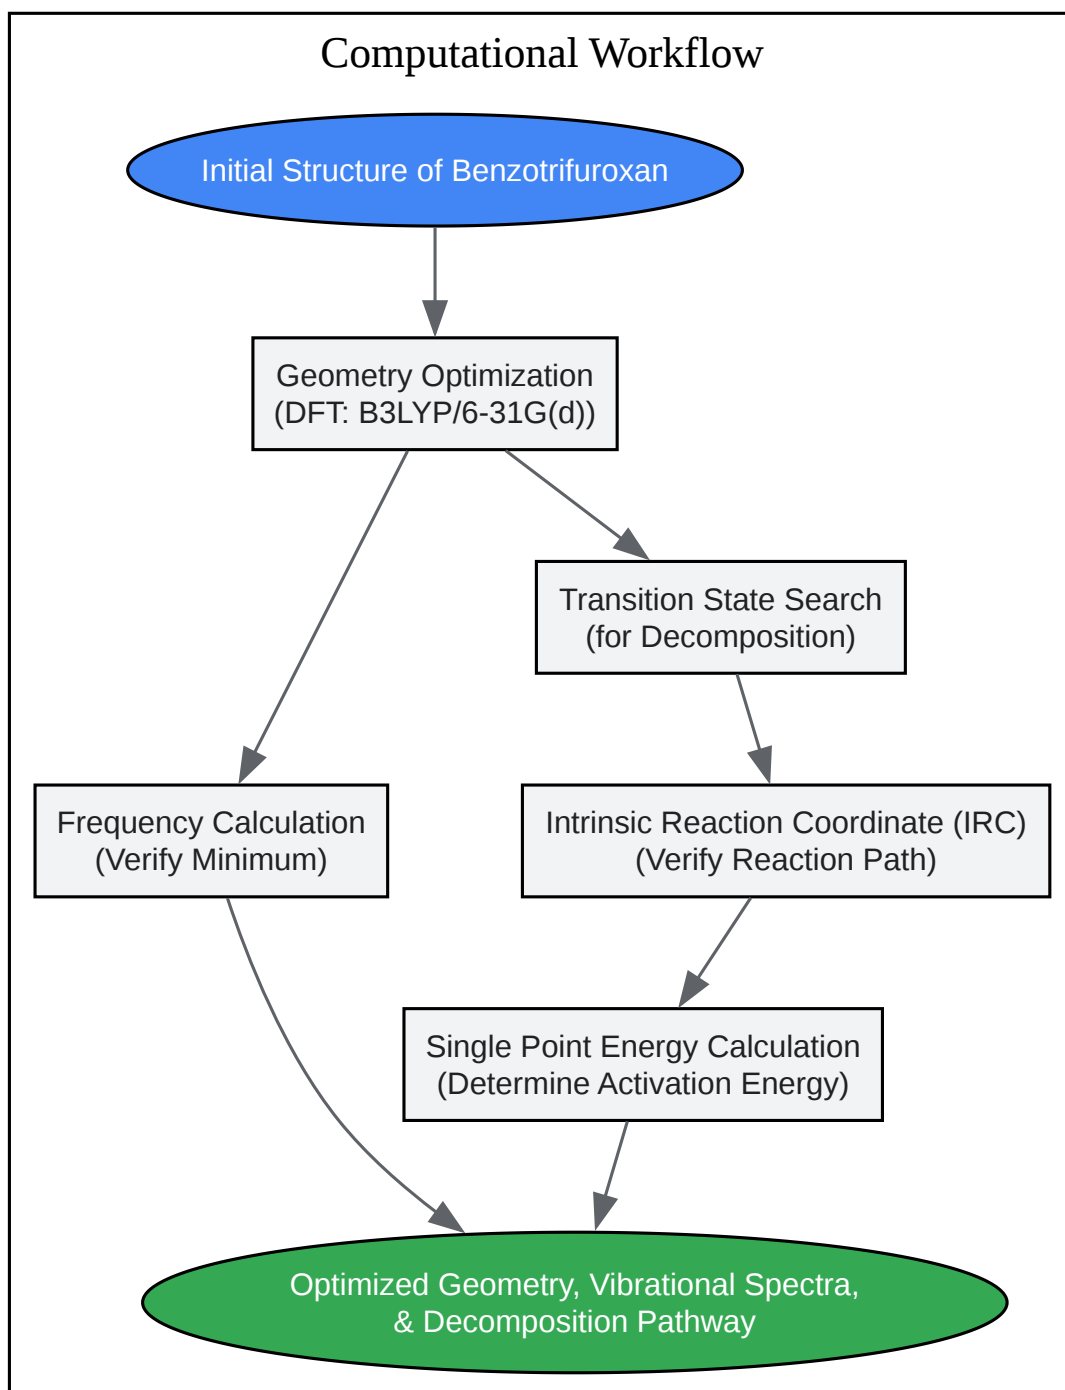 Computational Workflow
Initial Structure of Benzotrifuroxan
Geometry Optimization
(DFT: B3LYP/6-31G(d))
Transition State Search
(for Decomposition)
Frequency Calculation
(Verify Minimum)
Intrinsic Reaction Coordinate (IRC)
(Verify Reaction Path)
Single Point Energy Calculation
(Determine Activation Energy)
Optimized Geometry, Vibrational Spectra,
& Decomposition Pathway